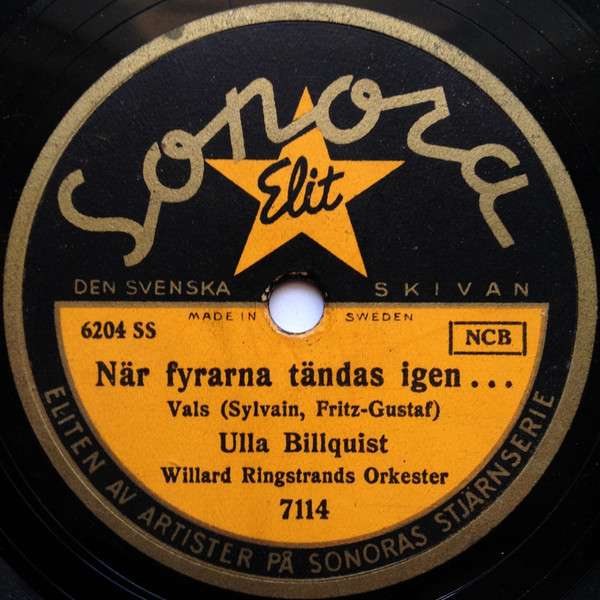 Sonora
Elit
DEN SVENSKA SKIVAN
MADE IN SWEDEN
6204 SS
NCB
När fyrarna tändas igen...
Vals (Sylvain, Fritz-Gustaf)
Ulla Billquist
Willard Ringstrands Orkester
7114
ELITEN AV ARTISTER PÅ SONORAS STJÄRNSERIE